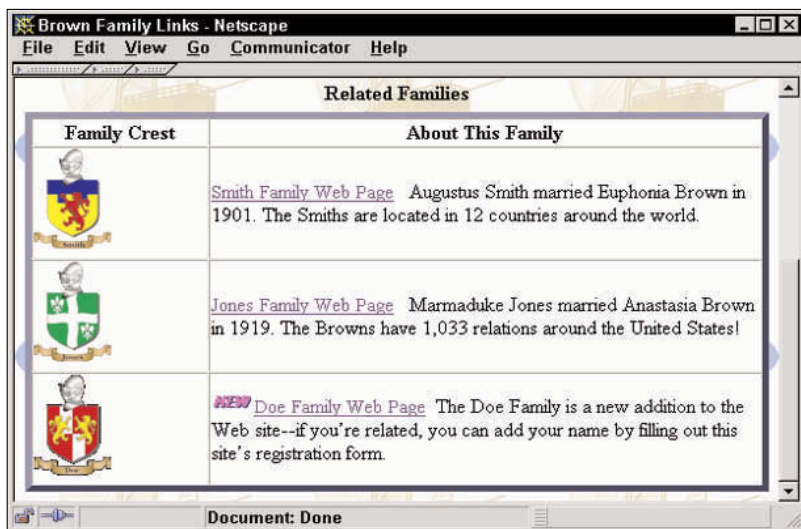 Brown Family Links - Netscape
File Edit View Go Communicator Help
Related Families
Family Crest About This Family
Smith
Smith Family Web Page Augustus Smith married Euphonia Brown in
1901. The Smiths are located in 12 countries around the world.
Jones
Jones Family Web Page Marmaduke Jones married Anastasia Brown
in 1919. The Browns have 1,033 relations around the United States!
Doe
NEW Doe Family Web Page The Doe Family is a new addition to the
Web site--if you're related, you can add your name by filling out this
site's registration form.
Document: Done